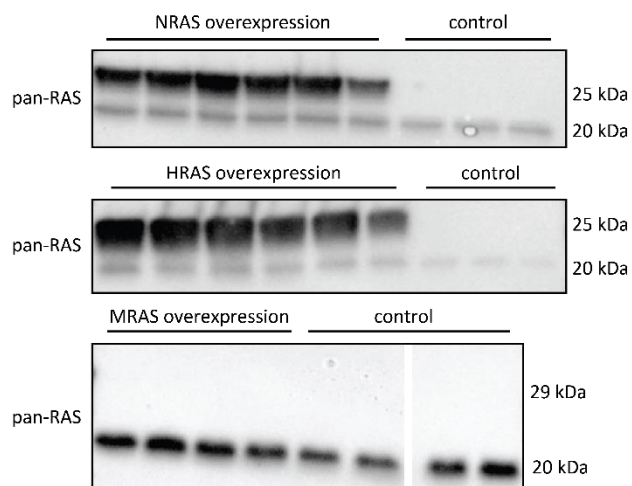 NRAS overexpression control
pan-RAS
25 kDa
20 kDa
HRAS overexpression control
pan-RAS
25 kDa
20 kDa
MRAS overexpression control
pan-RAS
29 kDa
20 kDa